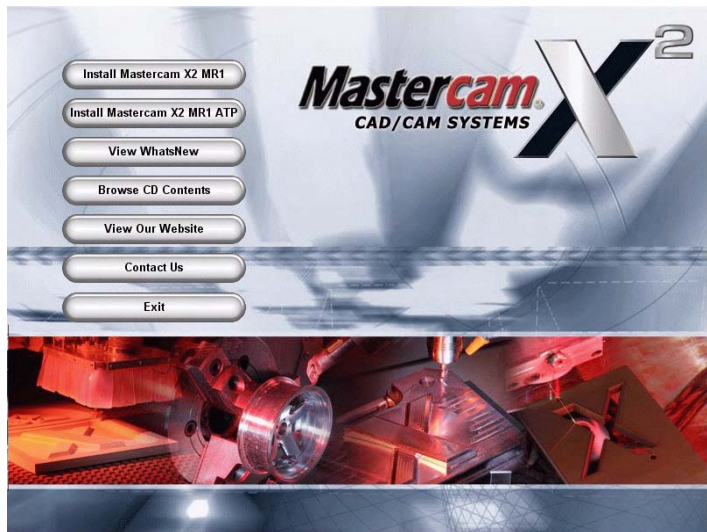 Install Mastercam X2 MR1
Install Mastercam X2 MR1 ATP
View WhatsNew
Browse CD Contents
View Our Website
Contact Us
Exit
Mastercam®
CAD/CAM SYSTEMS
X2